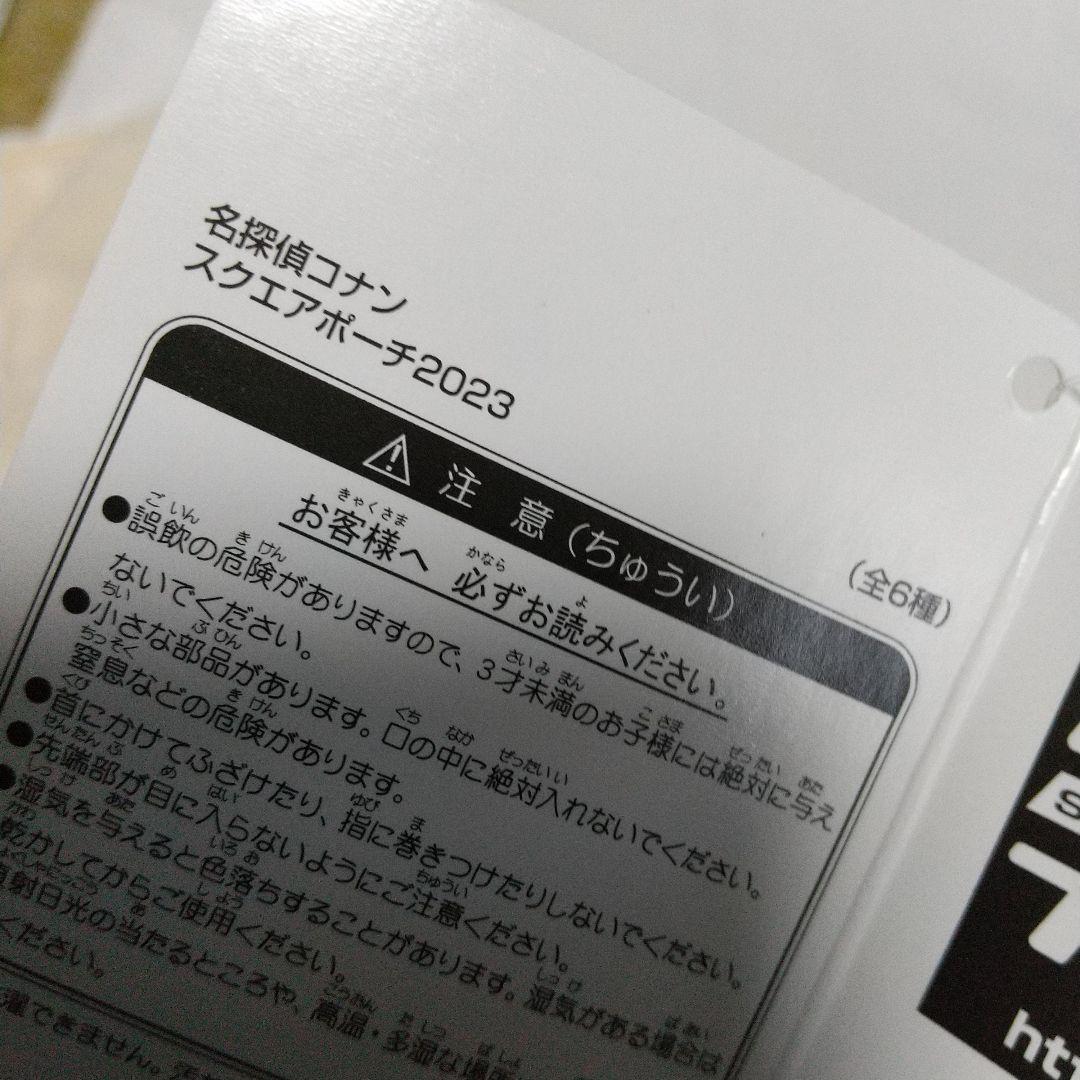 名探偵コナン
スクエアポーチ2023
(全6種)
注 意(ちゅうい)
お客様へ 必ずお読みください。
●誤飲の危険がありますので、3才未満のお子様には絶対に与え
ないでください。
●小さな部品があります。口の中に絶対入れないでください。
窒息などの危険があります。
●首にかけてふざけたり、指に巻きつけたりしないでください。
●先端部が目に入らないようにご注意ください。
●湿気を与えると色落ちすることがあります。湿気がある場合は
乾かしてからご使用ください。
直射日光の当たるところや、高温・多湿な場所
ください。
濯できません。
htt